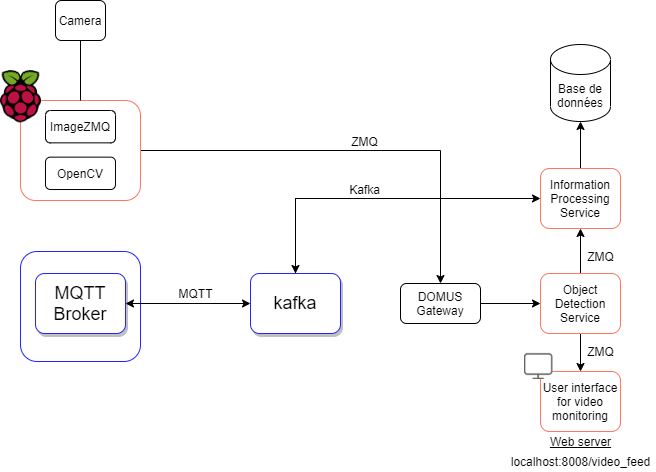 Camera
ImageZMQ
OpenCV
ZMQ
Base de
données
Kafka
Information
Processing
Service
ZMQ
MQTT
Broker
MQTT
kafka
DOMUS
Gateway
Object
Detection
Service
ZMQ
User interface
for video
monitoring
Web server
localhost:8008/video_feed